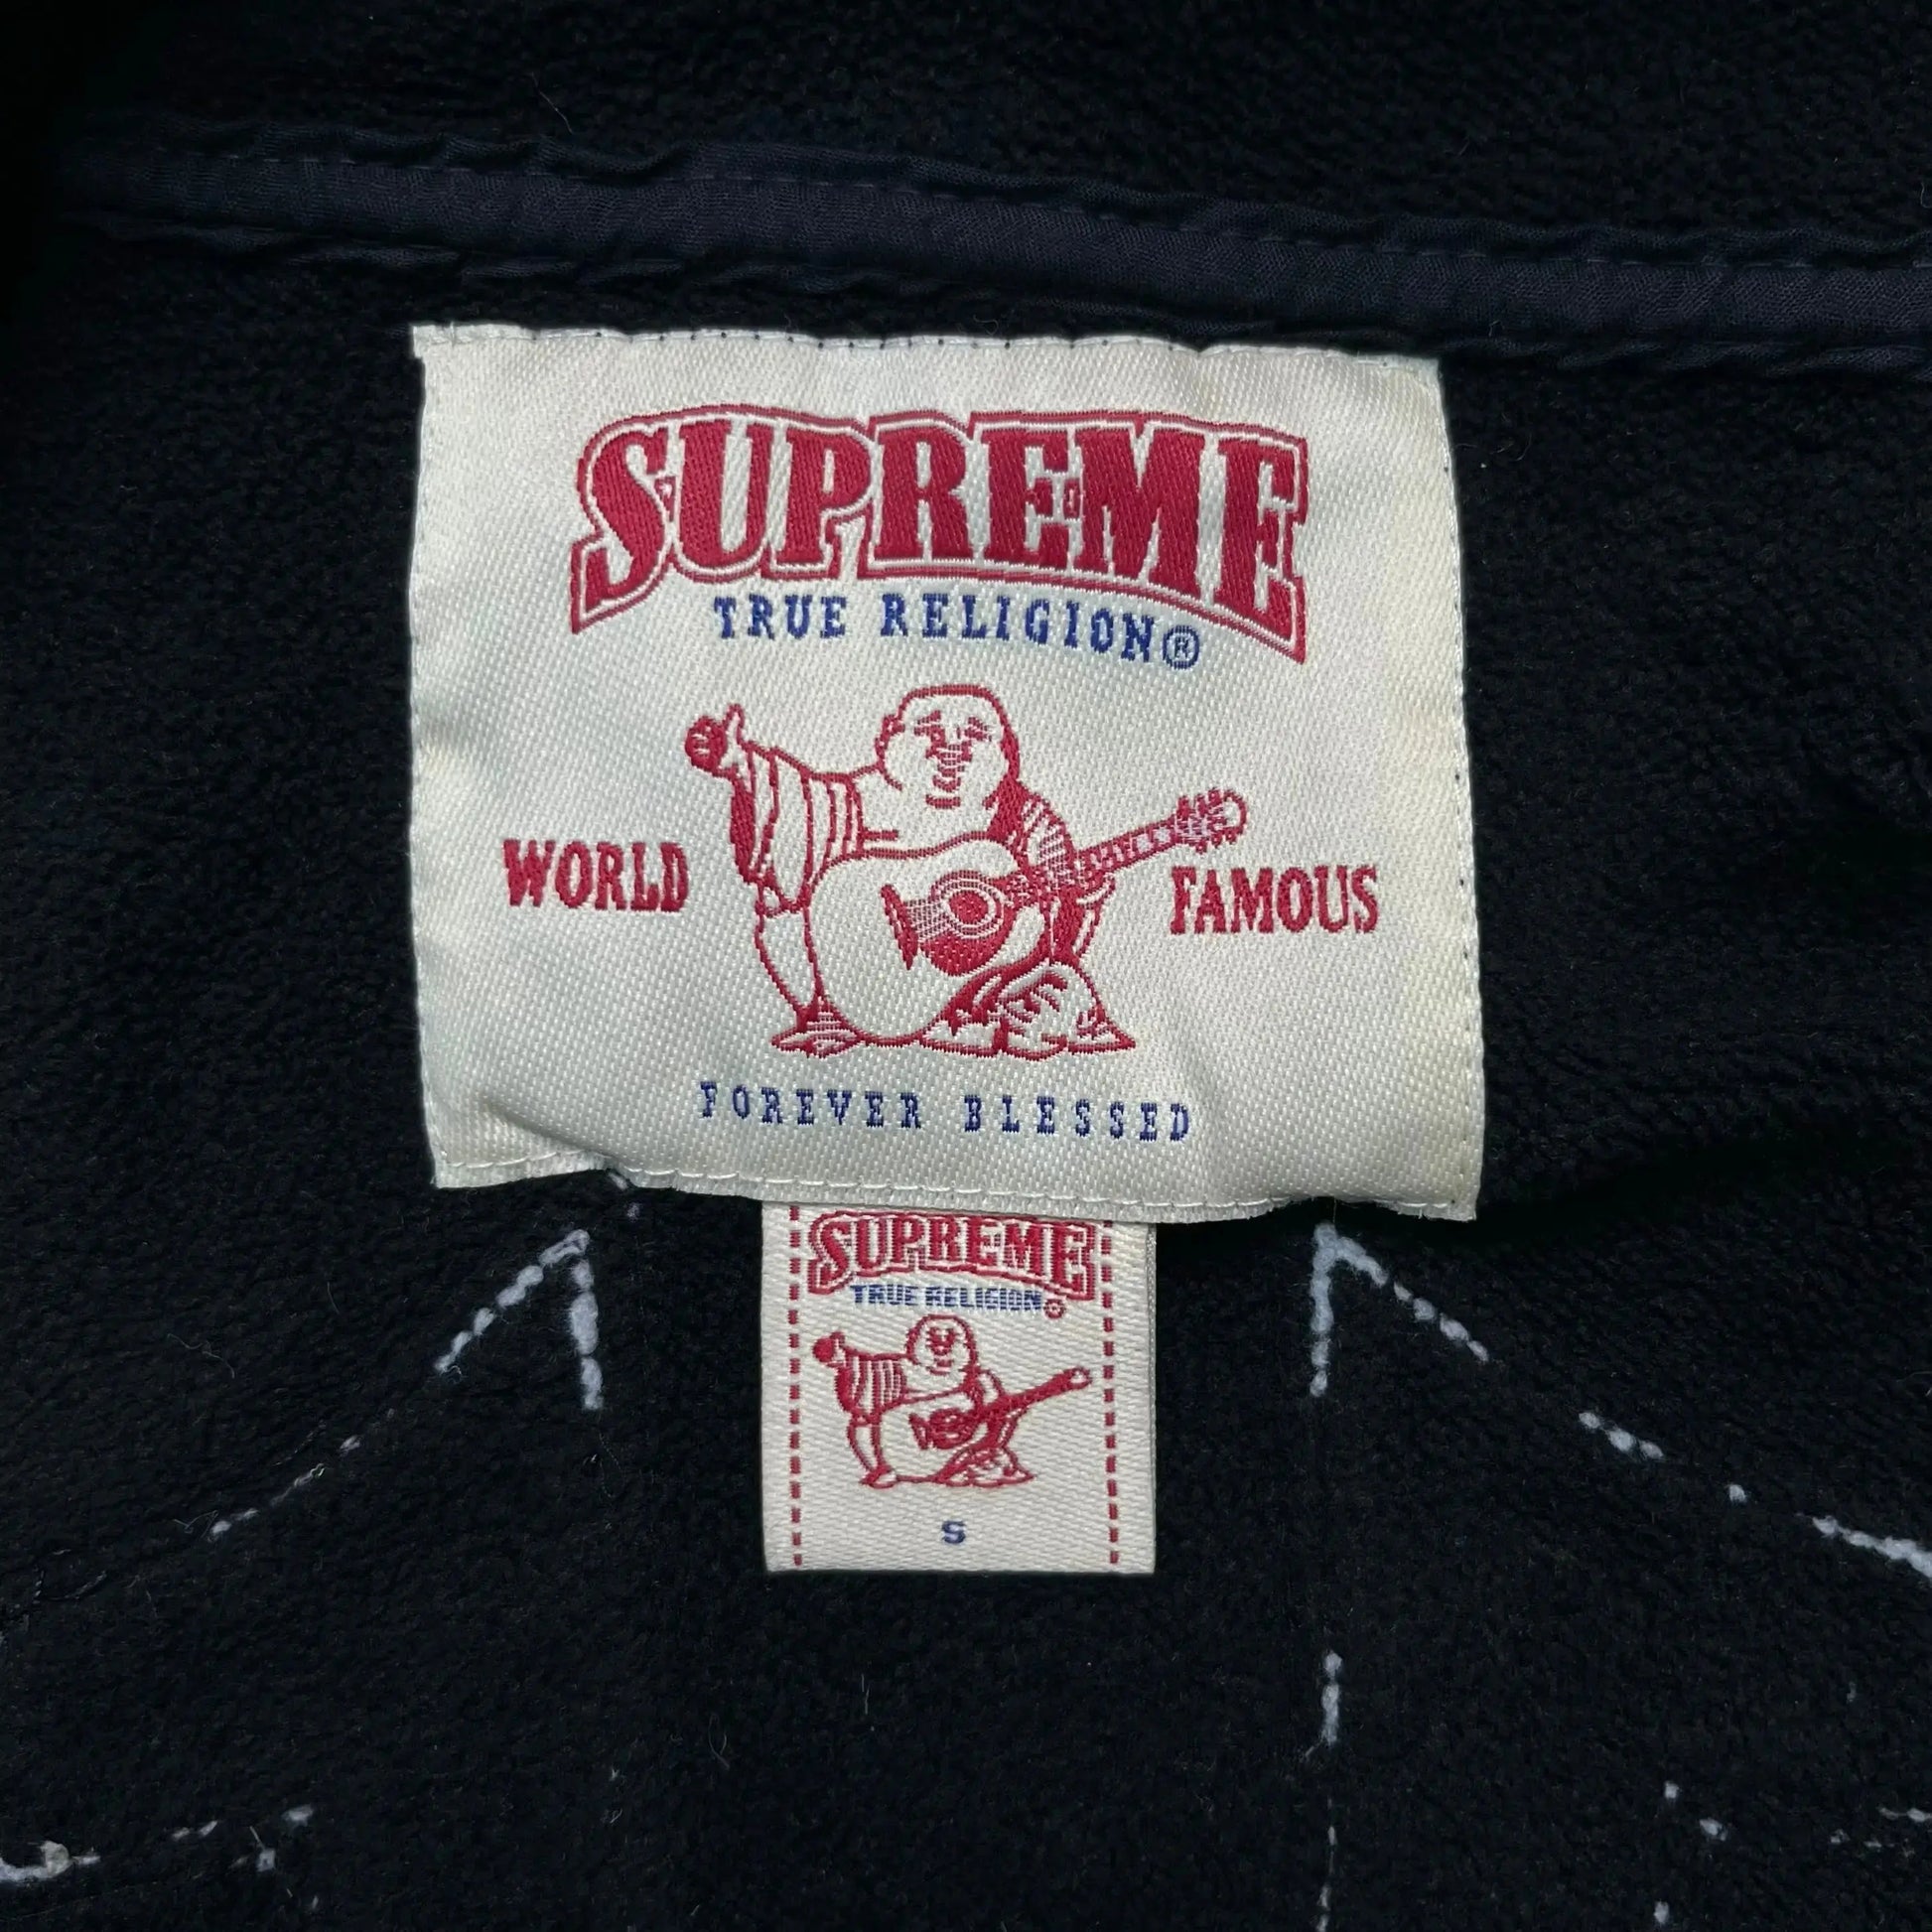 SUPREME
TRUE RELIGION®
WORLD FAMOUS
FOREVER BLESSED
SUPREME
TRUE RELIGION®
S